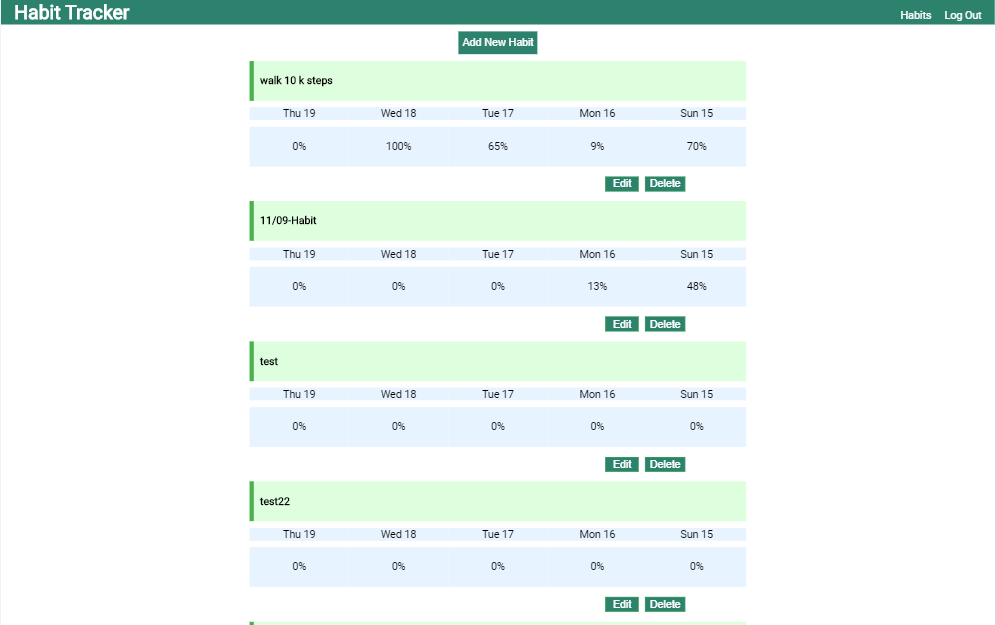 Habit Tracker
Habits Log Out
Add New Habit
walk 10 k steps
Thu 19 Wed 18 Tue 17 Mon 16 Sun 15
0% 100% 65% 9% 70%
Edit Delete
11/09-Habit
Thu 19 Wed 18 Tue 17 Mon 16 Sun 15
0% 0% 0% 13% 48%
Edit Delete
test
Thu 19 Wed 18 Tue 17 Mon 16 Sun 15
0% 0% 0% 0% 0%
Edit Delete
test22
Thu 19 Wed 18 Tue 17 Mon 16 Sun 15
0% 0% 0% 0% 0%
Edit Delete